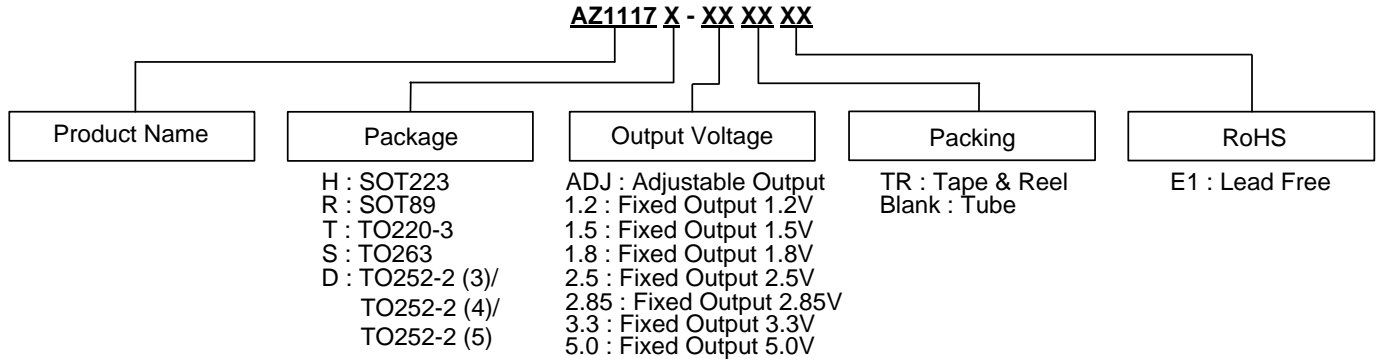 AZ1117 X - XX XX XX
Product Name
Package
H : SOT223
R : SOT89
T : TO220-3
S : TO263
D : TO252-2 (3)/
TO252-2 (4)/
TO252-2 (5)
Output Voltage
ADJ : Adjustable Output
1.2 : Fixed Output 1.2V
1.5 : Fixed Output 1.5V
1.8 : Fixed Output 1.8V
2.5 : Fixed Output 2.5V
2.85 : Fixed Output 2.85V
3.3 : Fixed Output 3.3V
5.0 : Fixed Output 5.0V
Packing
TR : Tape & Reel
Blank : Tube
RoHS
E1 : Lead Free